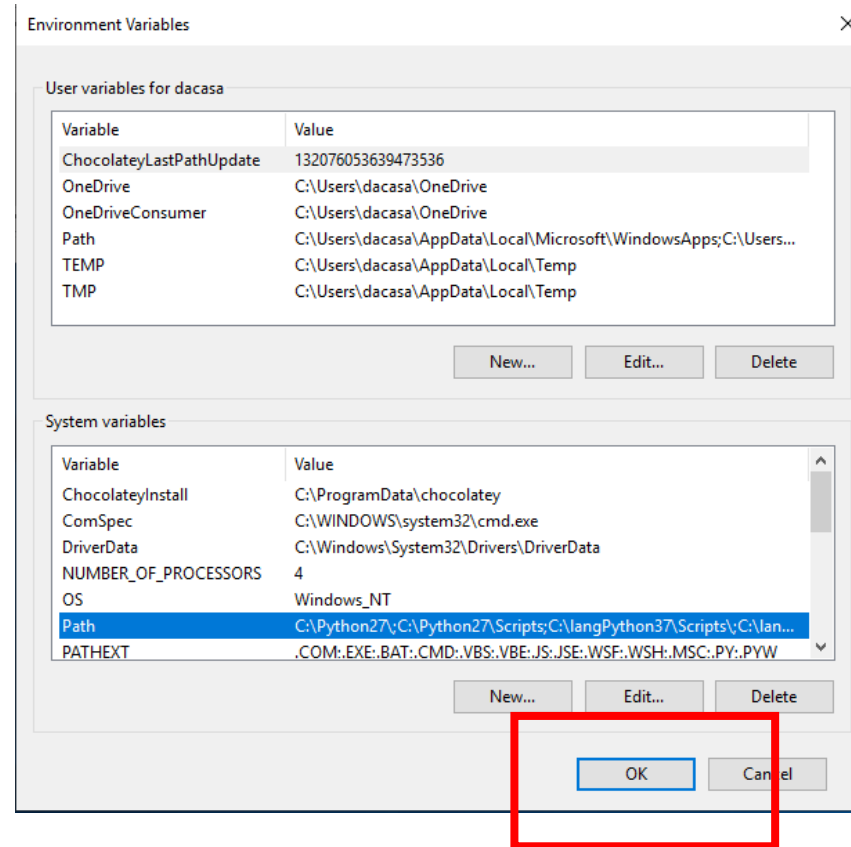 Environment Variables
User variables for dacasa
Variable Value
ChocolateyLastPathUpdate 132076053639473536
OneDrive C:\Users\dacasa\OneDrive
OneDriveConsumer C:\Users\dacasa\OneDrive
Path C:\Users\dacasa\AppData\Local\Microsoft\WindowsApps;C:\Users...
TEMP C:\Users\dacasa\AppData\Local\Temp
TMP C:\Users\dacasa\AppData\Local\Temp
New... Edit... Delete
System variables
Variable Value
ChocolateyInstall C:\ProgramData\chocolatey
ComSpec C:\WINDOWS\system32\cmd.exe
DriverData C:\Windows\System32\Drivers\DriverData
NUMBER_OF_PROCESSORS 4
OS Windows_NT
Path C:\Python27\;C:\Python27\Scripts;C:\langPython37\Scripts\;C:\lan...
PATHEXT .COM;.EXE;.BAT;.CMD;.VBS;.VBE;.JS;.JSE;.WSF;.WSH;.MSC;.PY;.PYW
New... Edit... Delete
OK Cancel